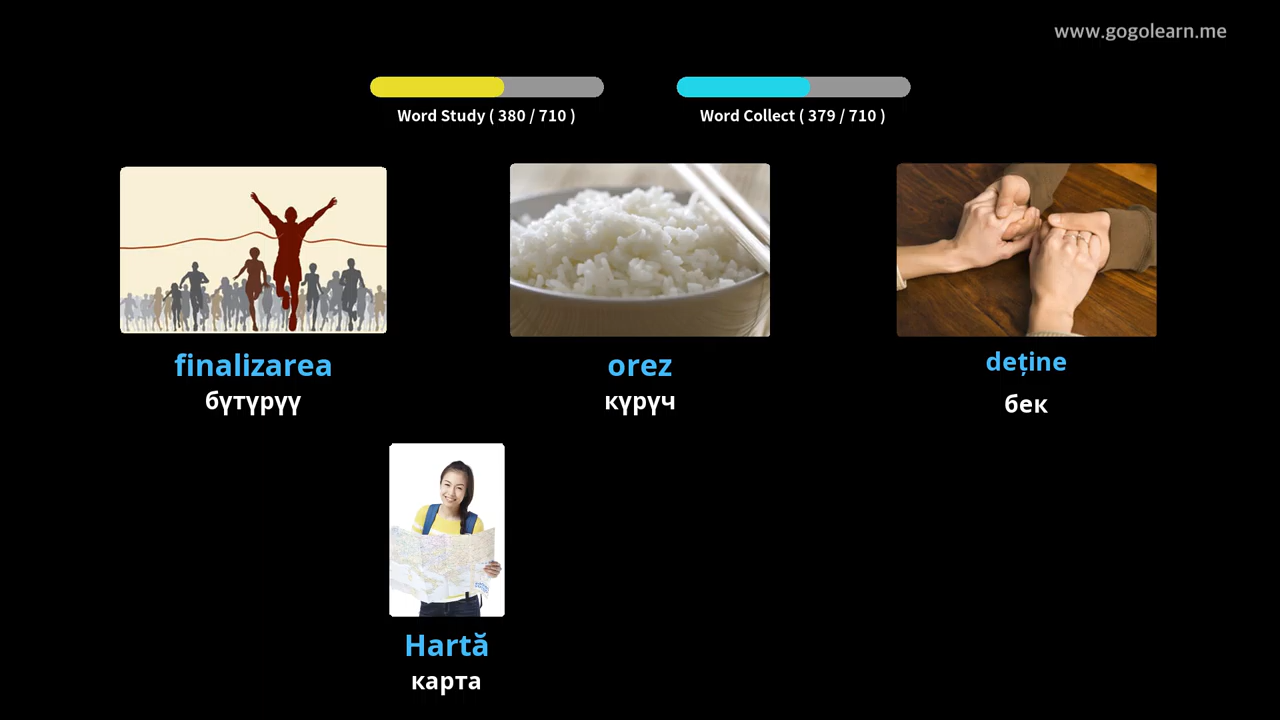 www.gogolearn.me
Word Study ( 380 / 710 )
Word Collect ( 379 / 710 )
finalizarea
бүтүрүү
orez
күрүч
deține
бек
Hartă
карта